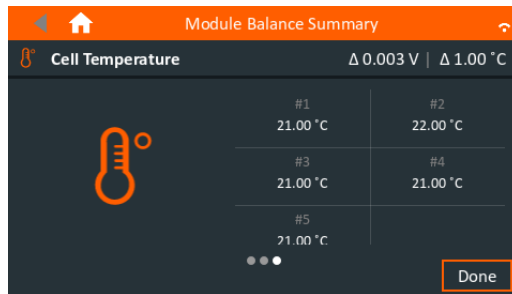 Module Balance Summary
Cell Temperature Δ 0.003 V | Δ 1.00 ˚C
#1 #2
21.00 ˚C 22.00 ˚C
#3 #4
21.00 ˚C 21.00 ˚C
#5
21.00 ˚C
Done